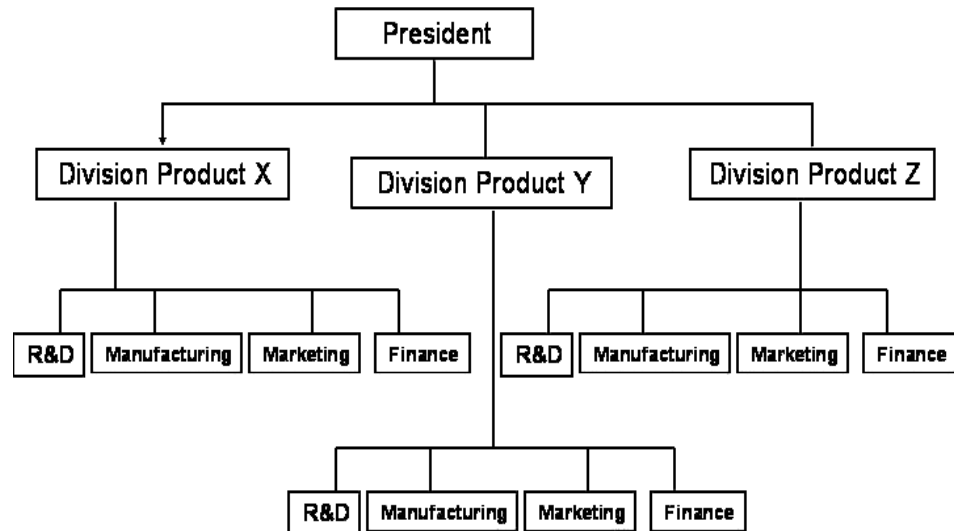 President
Division Product X
Division Product Y
Division Product Z
R&D
Manufacturing
Marketing
Finance
R&D
Manufacturing
Marketing
Finance
R&D
Manufacturing
Marketing
Finance